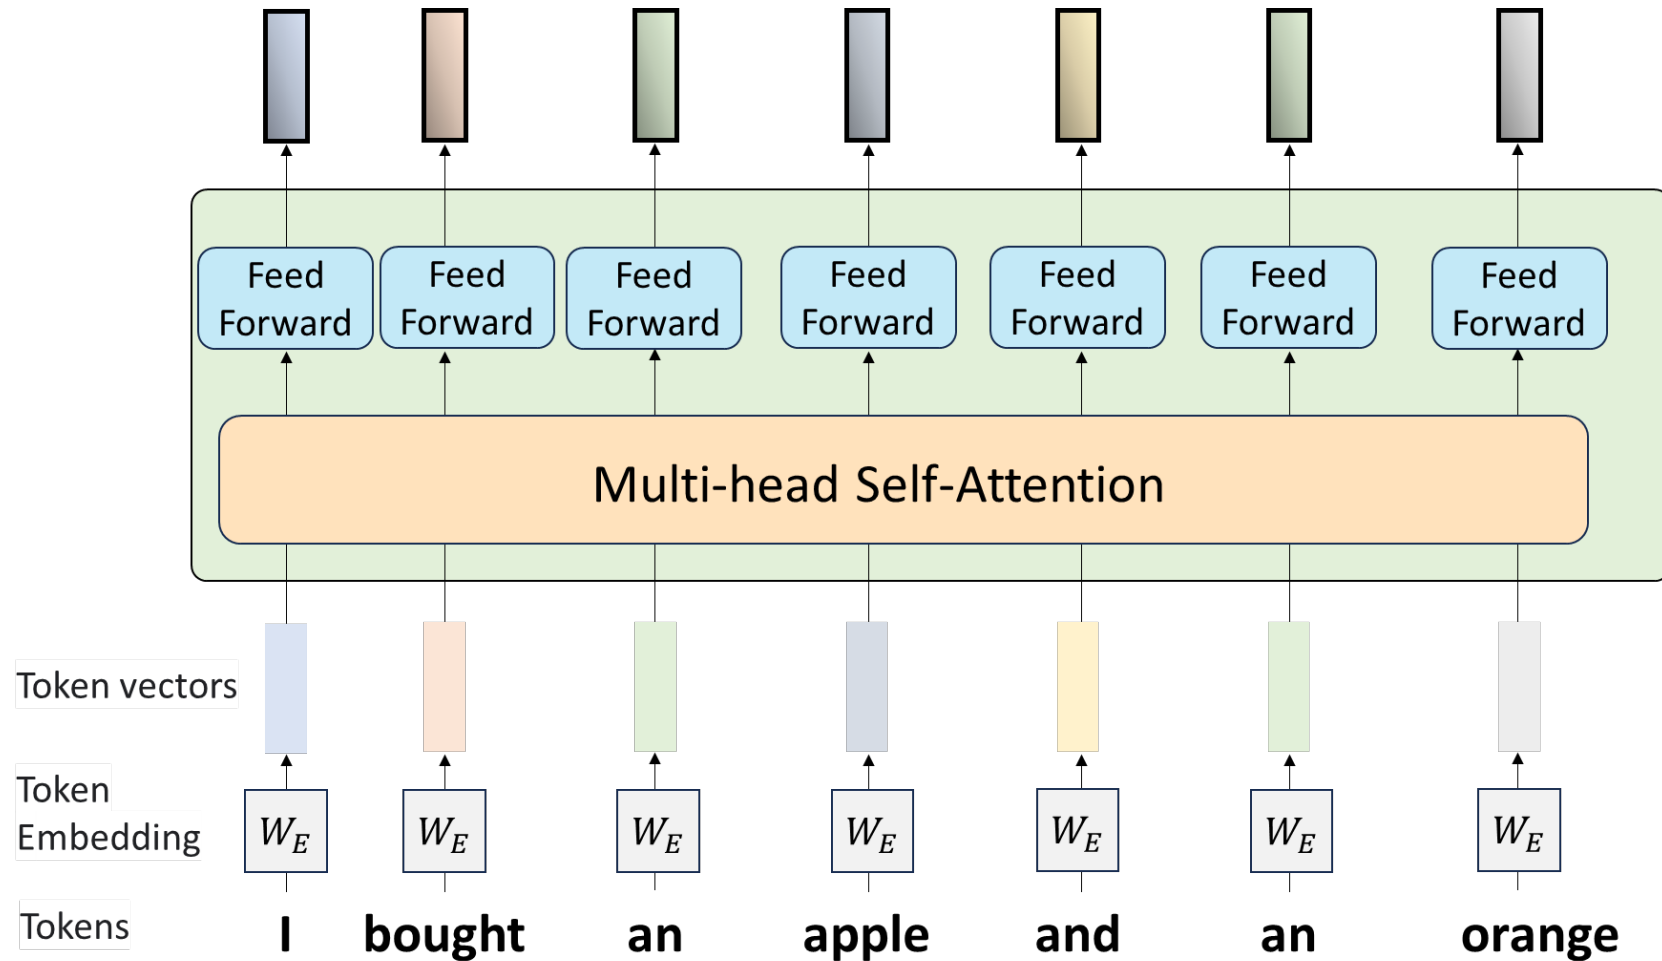 Feed Feed Feed Feed Feed Feed Feed
Forward Forward Forward Forward Forward Forward Forward
Multi-head Self-Attention
Token vectors
Token
Embedding
W_E W_E W_E W_E W_E W_E W_E
Tokens I bought an apple and an orange